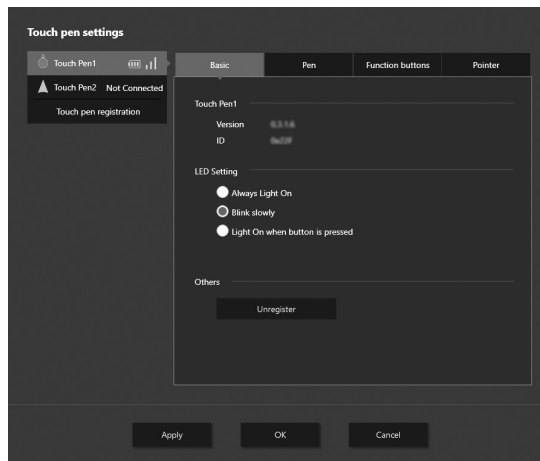 Touch pen settings
Touch Pen1
Touch Pen2 Not Connected
Touch pen registration
Basic Pen Function buttons Pointer
Touch Pen1
Version
ID
LED Setting
Always Light On
Blink slowly
Light On when button is pressed
Others
Unregister
Apply OK Cancel